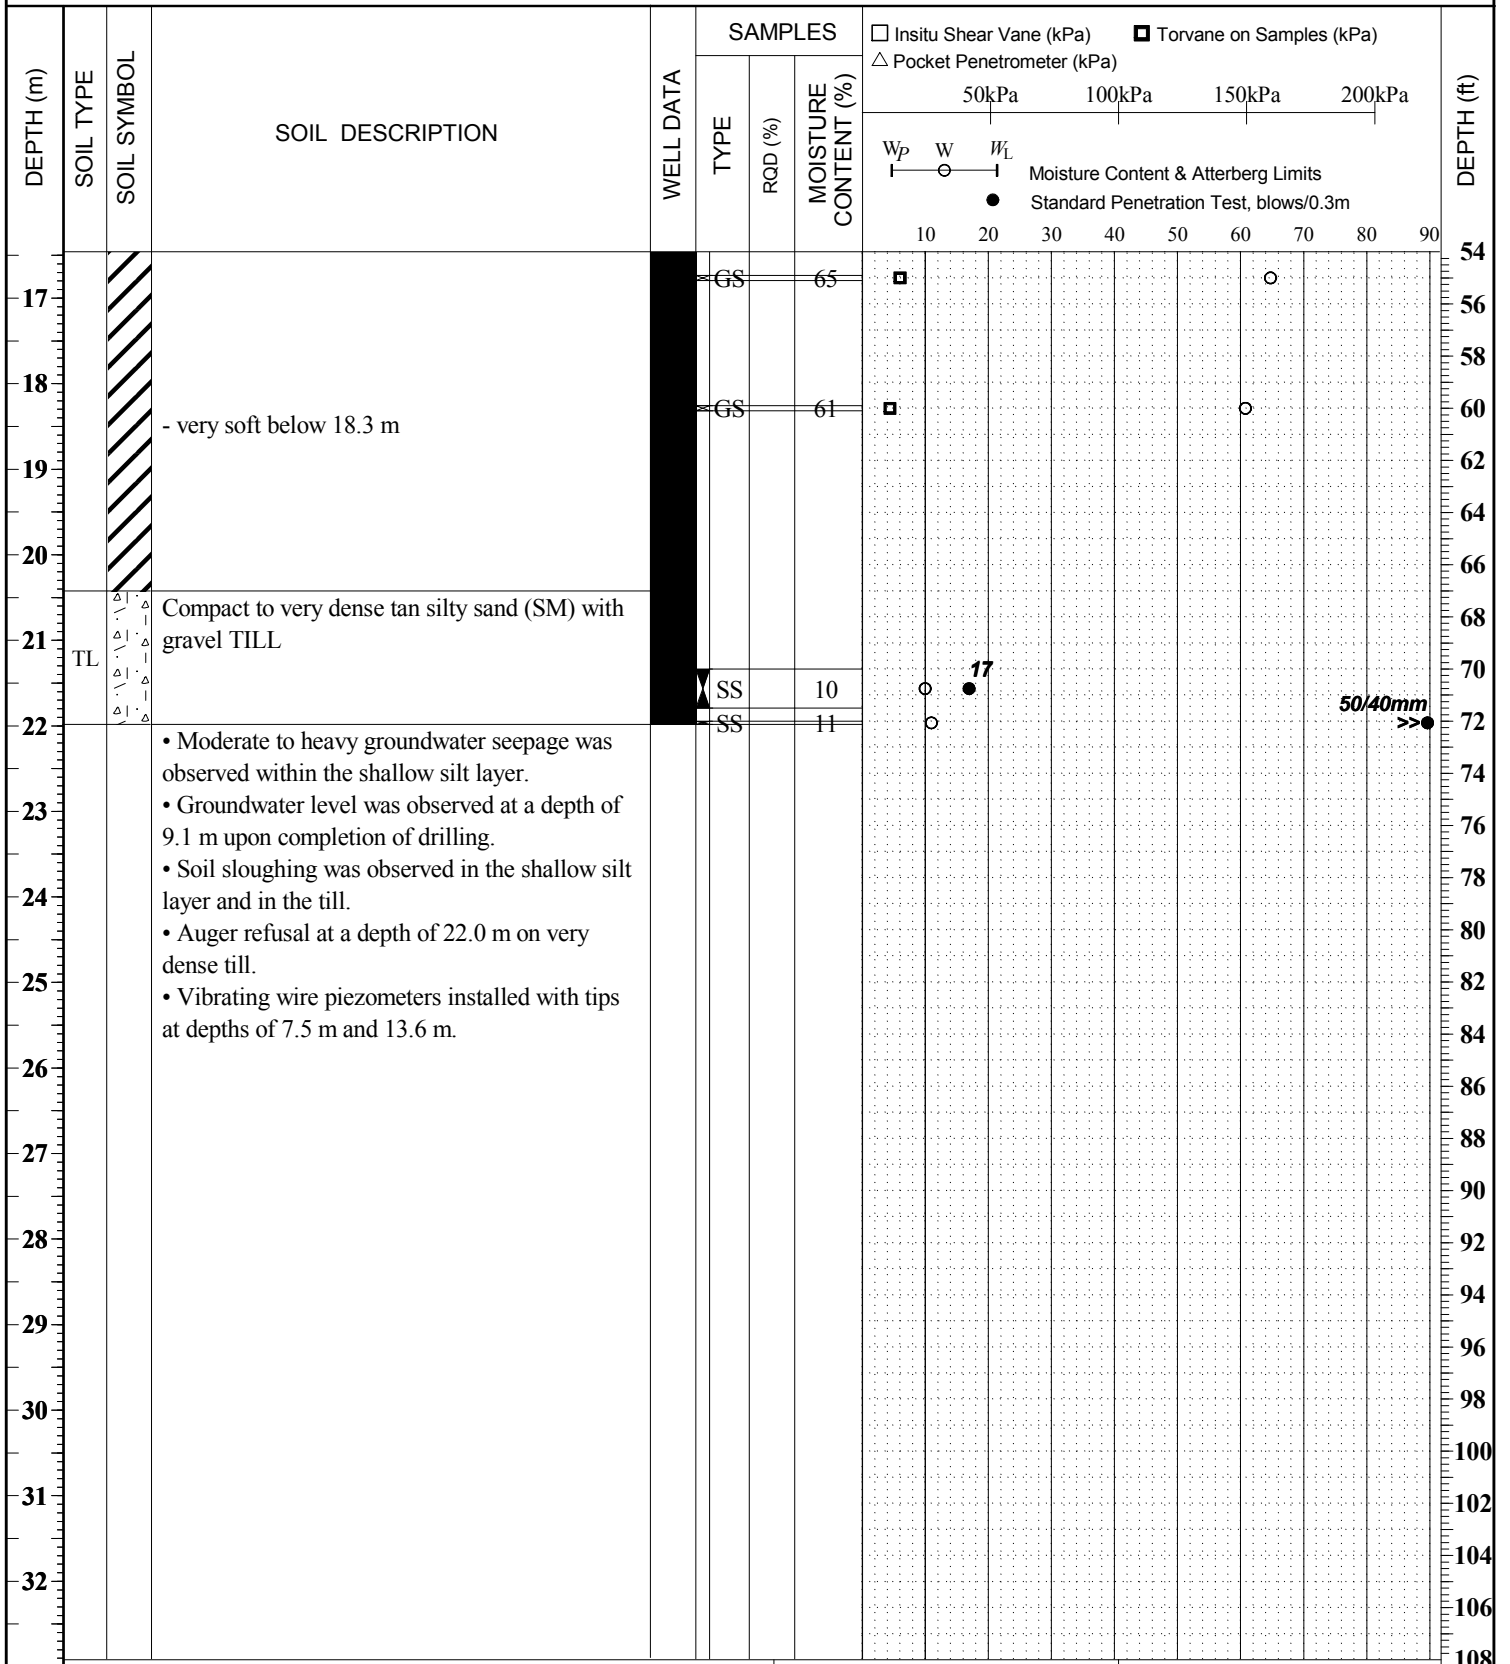 DEPTH (m)
SOIL TYPE
SOIL SYMBOL
SOIL DESCRIPTION
WELL DATA
SAMPLES
TYPE
RQD (%)
MOISTURE
CONTENT (%)
Insitu Shear Vane (kPa)
Torvane on Samples (kPa)
Pocket Penetrometer (kPa)
50kPa 100kPa 150kPa 200kPa
WP W WL
Moisture Content & Atterberg Limits
Standard Penetration Test, blows/0.3m
10 20 30 40 50 60 70 80 90
DEPTH (ft)
54
GS 65
17
56
58
18
GS 61
60
- very soft below 18.3 m
19
62
64
20
66
Compact to very dense tan silty sand (SM) with
gravel TILL
68
21
TL
70
17
SS 10
50/40mm
22
SS 11
>>
72
• Moderate to heavy groundwater seepage was
observed within the shallow silt layer.
74
• Groundwater level was observed at a depth of
23
9.1 m upon completion of drilling.
76
• Soil sloughing was observed in the shallow silt
78
24
layer and in the till.
• Auger refusal at a depth of 22.0 m on very
80
dense till.
25
82
• Vibrating wire piezometers installed with tips
at depths of 7.5 m and 13.6 m.
84
26
86
27
88
90
28
92
94
29
96
30
98
100
31
102
104
32
106
108